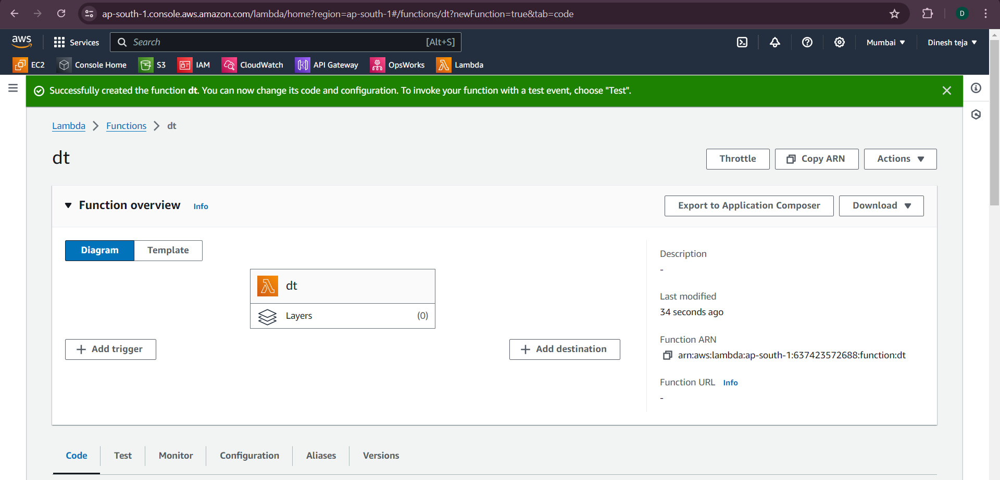 ap-south-1.console.aws.amazon.com/lambda/home?region=ap-south-1#/functions/dt?newFunction=true&tab=code
D
aws
Services
Search
[Alt+S]
Mumbai
Dinesh teja
EC2
Console Home
S3
IAM
CloudWatch
API Gateway
OpsWorks
Lambda
Successfully created the function dt. You can now change its code and configuration. To invoke your function with a test event, choose "Test".
Lambda
Functions
dt
dt
Throttle
Copy ARN
Actions
Function overview
Info
Export to Application Composer
Download
Diagram
Template
dt
Layers
(0)
Add trigger
Add destination
Description
-
Last modified
34 seconds ago
Function ARN
arn:aws:lambda:ap-south-1:637423572688:function:dt
Function URL
Info
-
Code
Test
Monitor
Configuration
Aliases
Versions